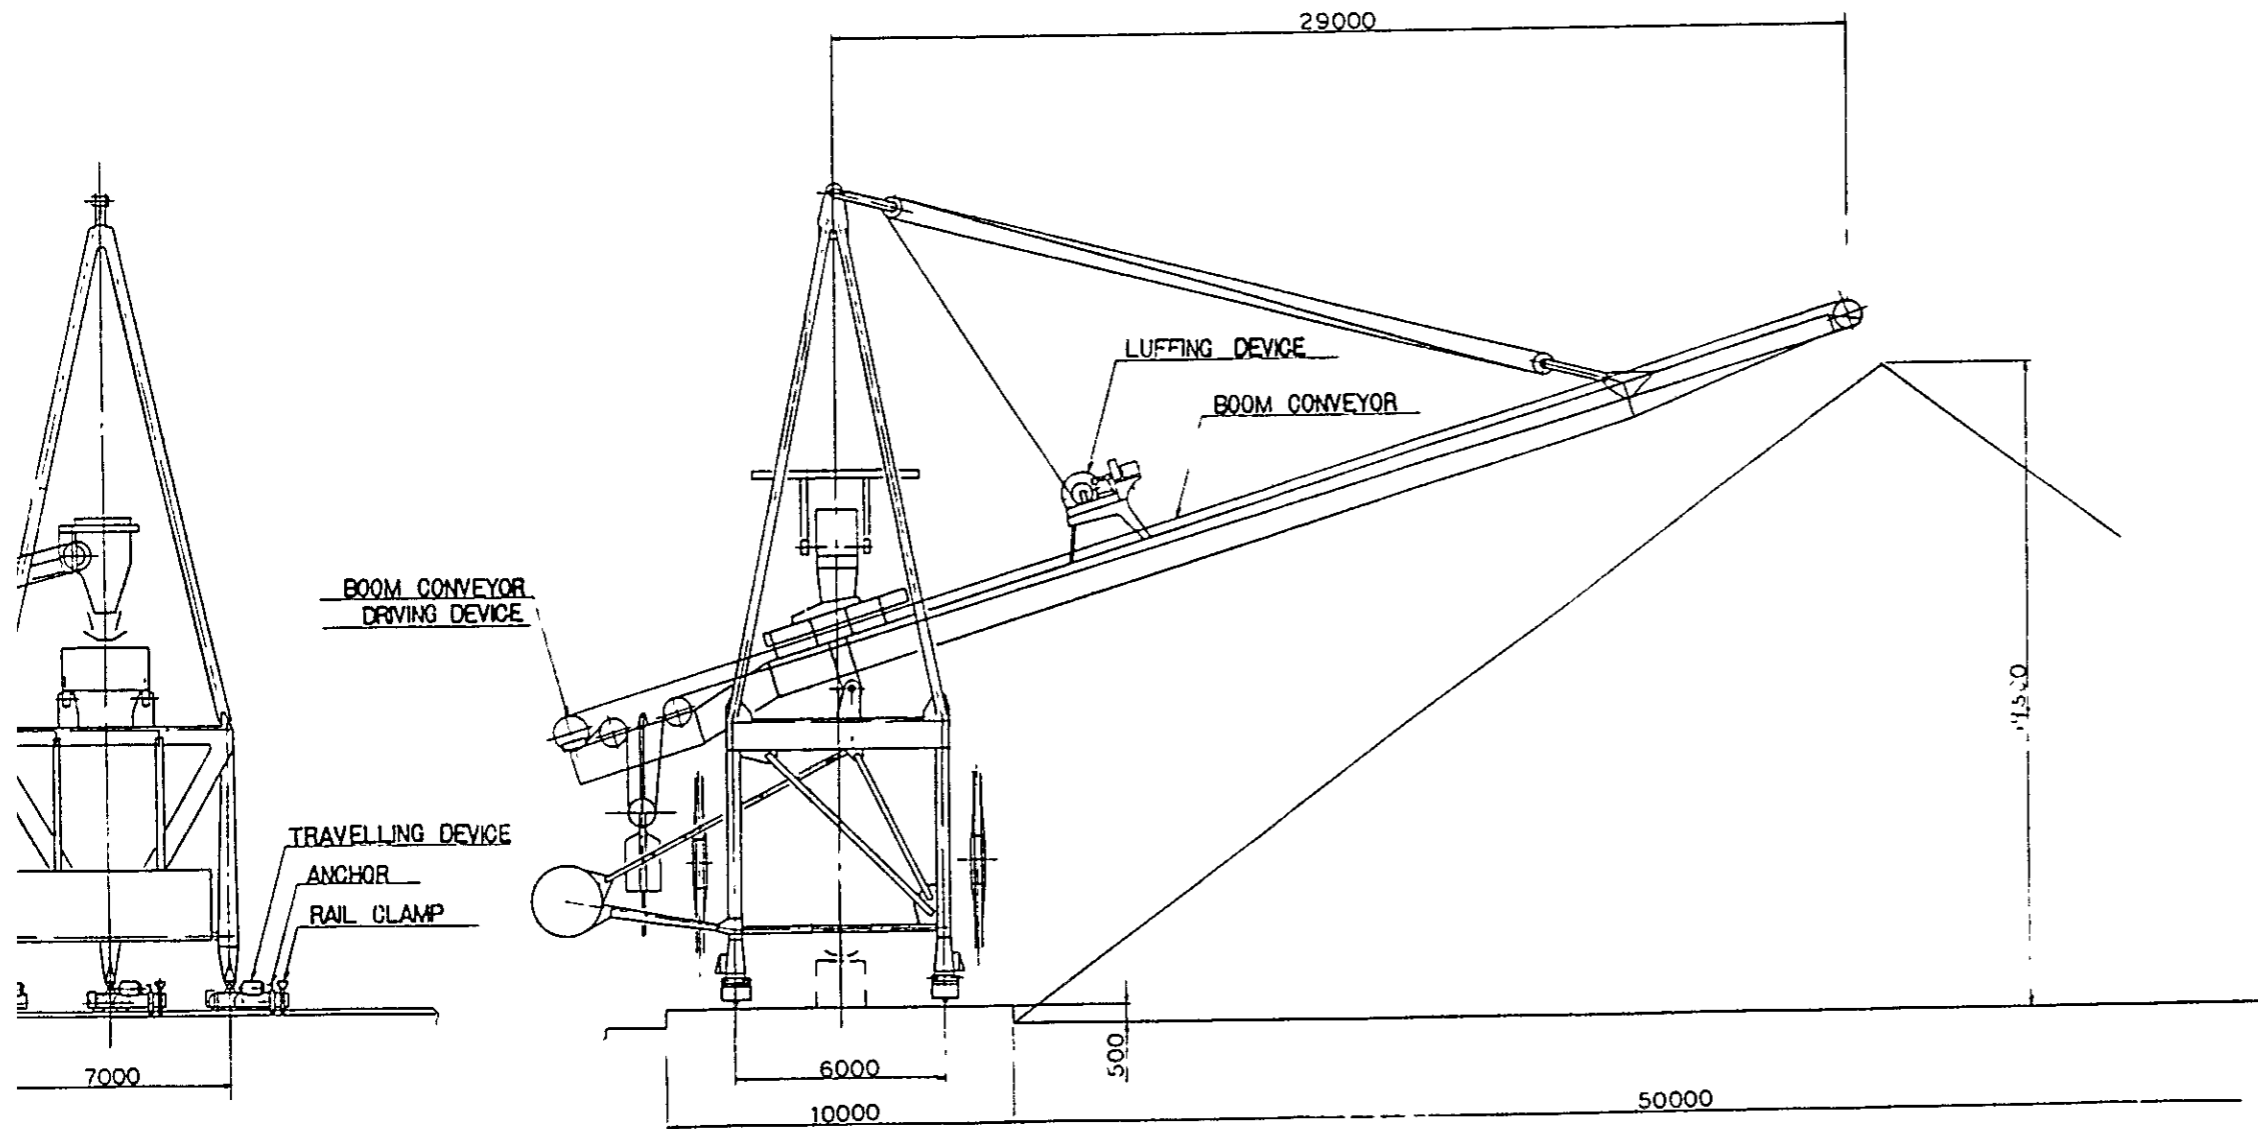 29000
LUFFING DEVICE
BOOM CONVEYOR
BOOM CONVEYOR
DRIVING DEVICE
TRAVELLING DEVICE
ANCHOR
RAIL CLAMP
500
7000
6000
10000
50000